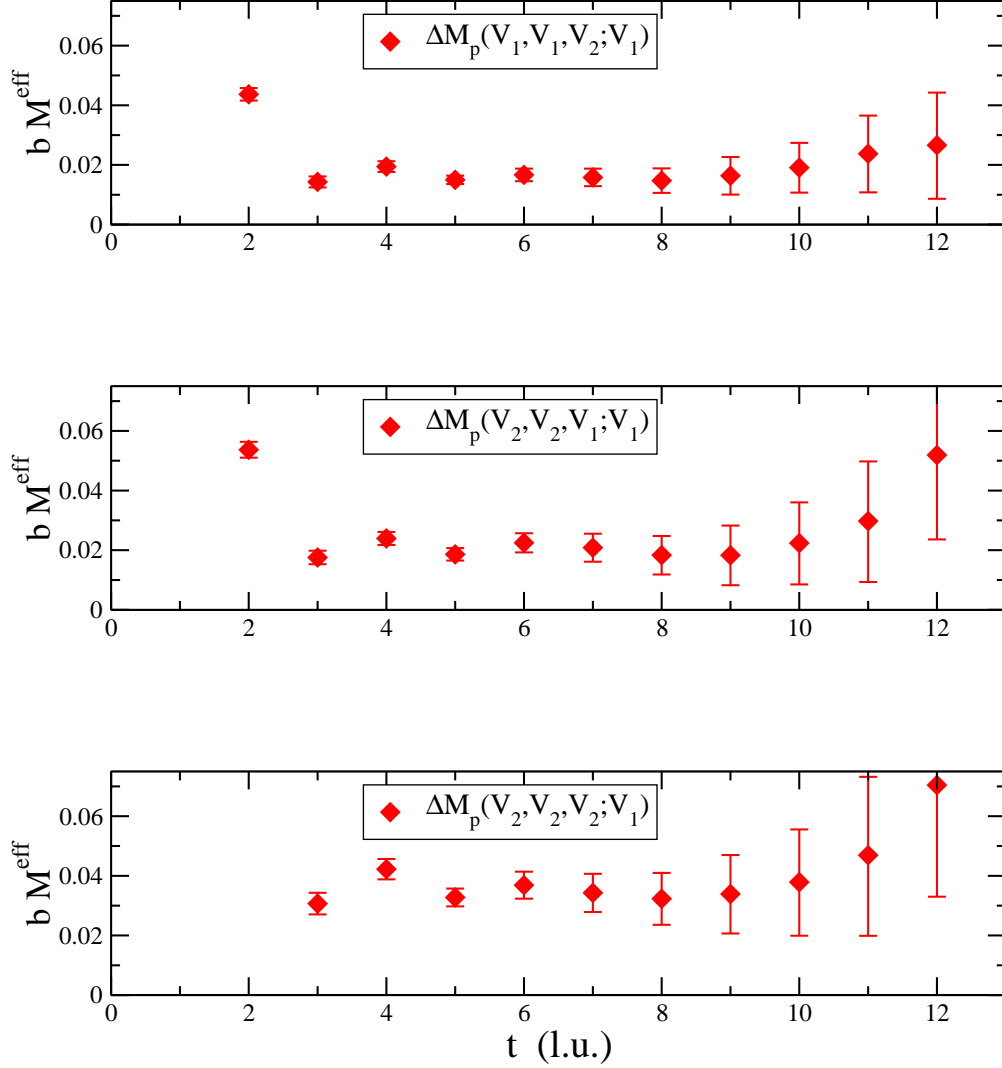 ΔM_p(V_1,V_1,V_2;V_1)
b M^eff
0.06
0.04
0.02
0
0 2 4 6 8 10 12
ΔM_p(V_2,V_2,V_1;V_1)
b M^eff
0.06
0.04
0.02
0
0 2 4 6 8 10 12
ΔM_p(V_2,V_2,V_2;V_1)
b M^eff
0.06
0.04
0.02
0
0 2 4 6 8 10 12
t (l.u.)